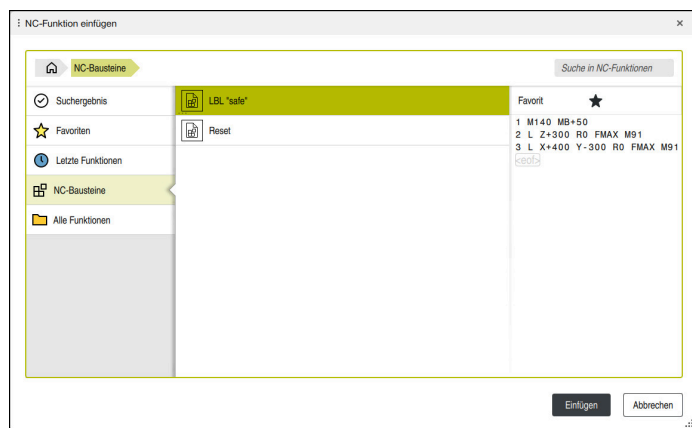 NC-Funktion einfügen
NC-Bausteine
Suche in NC-Funktionen
Suchergebnis
LBL "safe"
Favorit
Favoriten
Reset
1 M140 MB+50
2 L Z+300 R0 FMAX M91
3 L X+400 Y-300 R0 FMAX M91
<eof>
Letzte Funktionen
NC-Bausteine
Alle Funktionen
Einfügen
Abbrechen